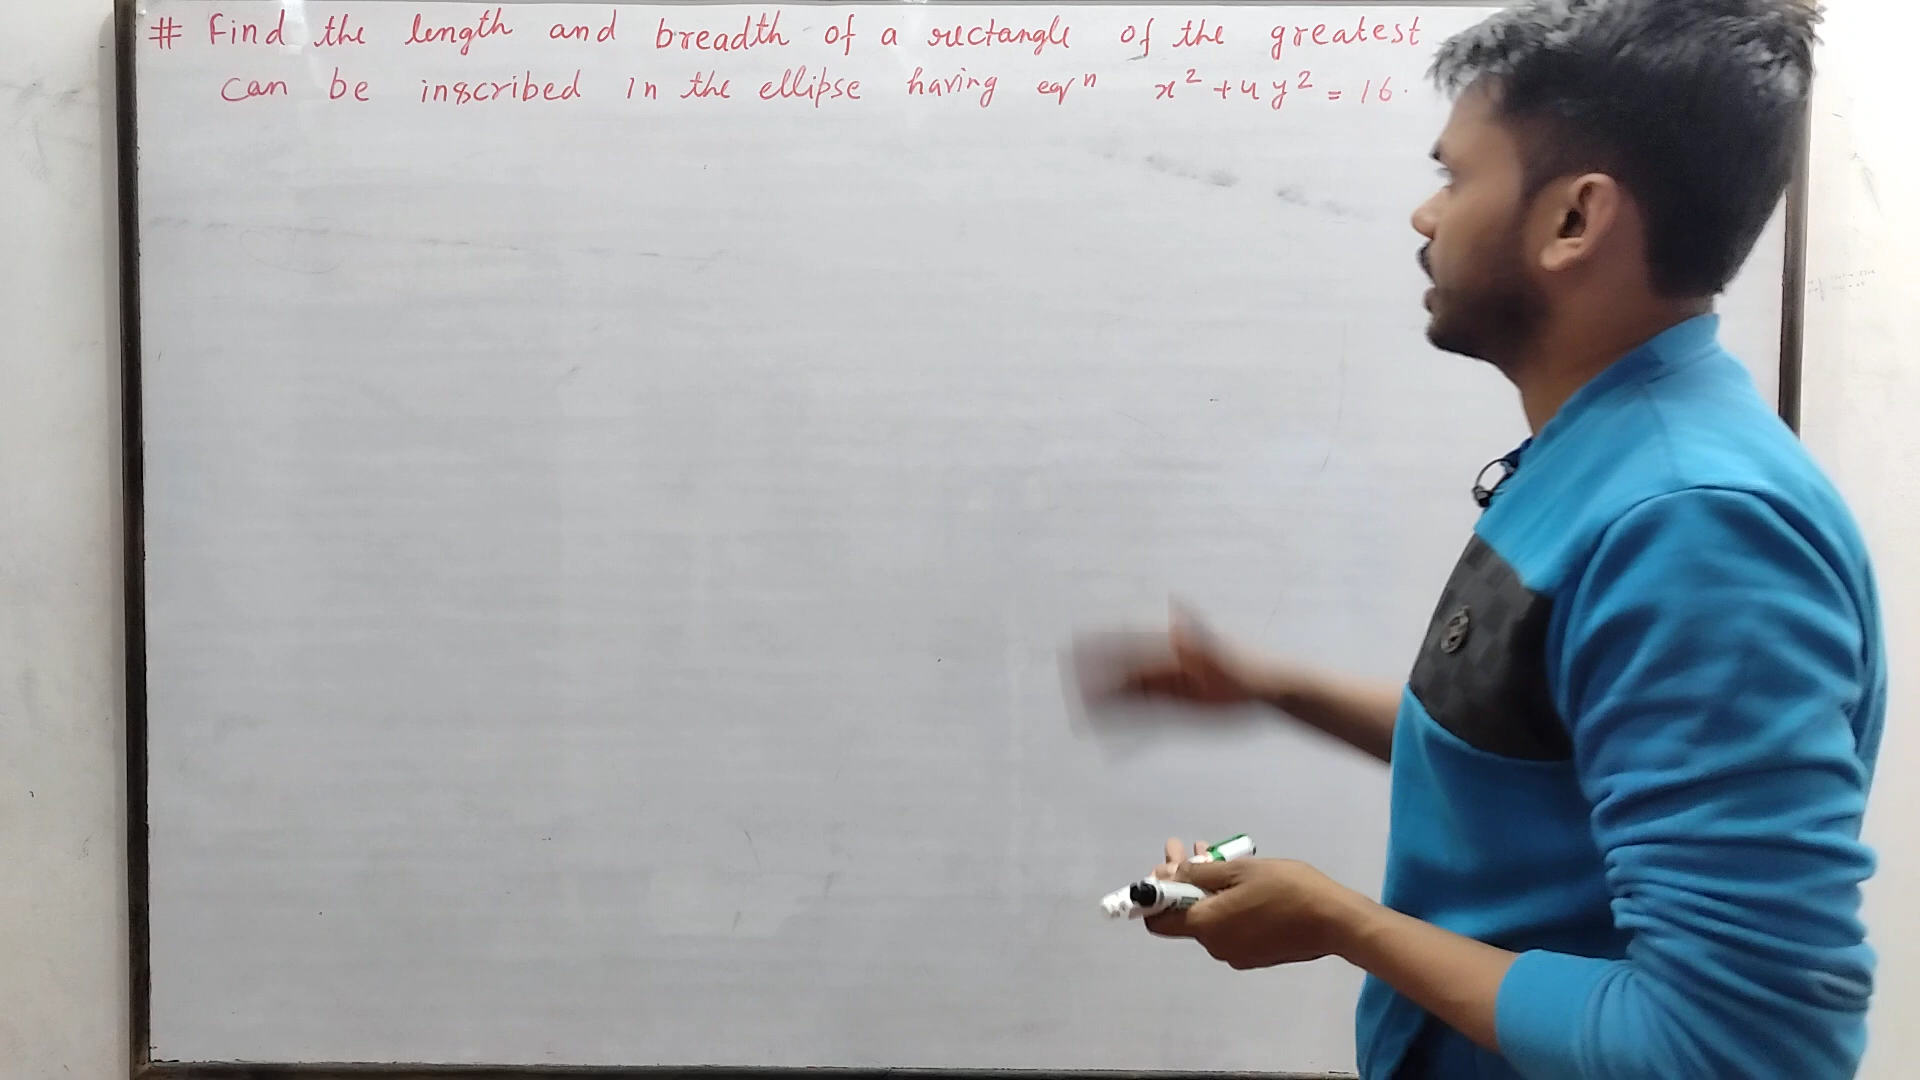 # Find the length and breadth of a rectangle of the greatest
can be inscribed in the ellipse having eqⁿ x² + 4y² = 16.